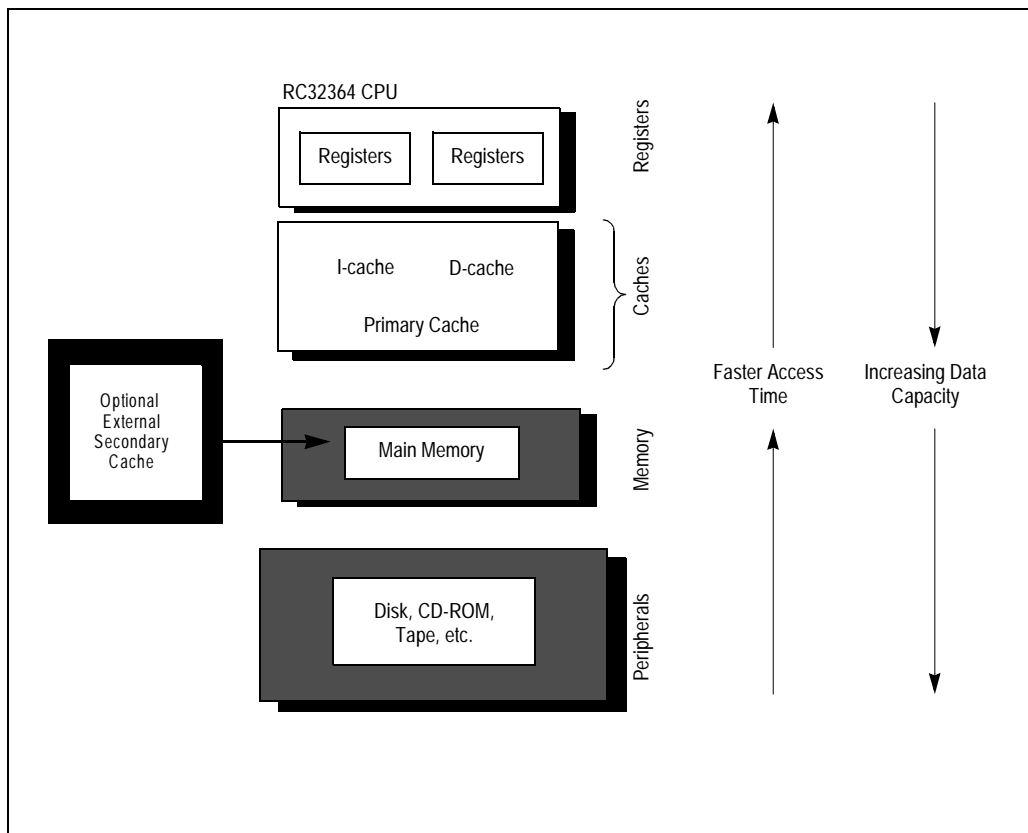 RC32364 CPU
Registers
Registers
Registers
I-cache
D-cache
Primary Cache
Caches
Optional
External
Secondary
Cache
Main Memory
Memory
Disk, CD-ROM,
Tape, etc.
Peripherals
Faster Access
Time
Increasing Data
Capacity